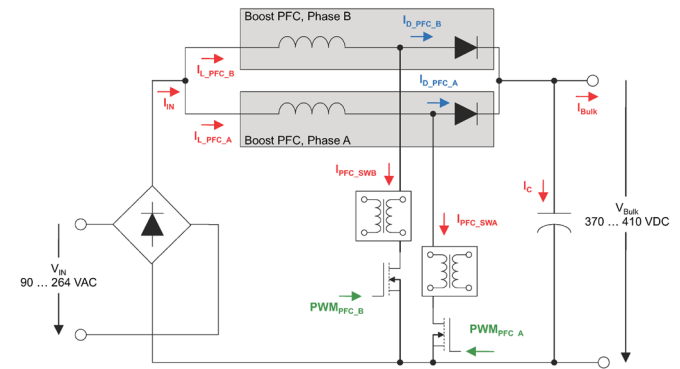 Boost PFC, Phase B
I_D_PFC_B
I_L_PFC_B
I_IN
I_D_PFC_A
I_L_PFC_A
Boost PFC, Phase A
I_Bulk
I_PFC_SWB
I_C
I_PFC_SWA
V_Bulk
370 ... 410 VDC
V_IN
90 ... 264 VAC
PWM_PFC_B
PWM_PFC_A